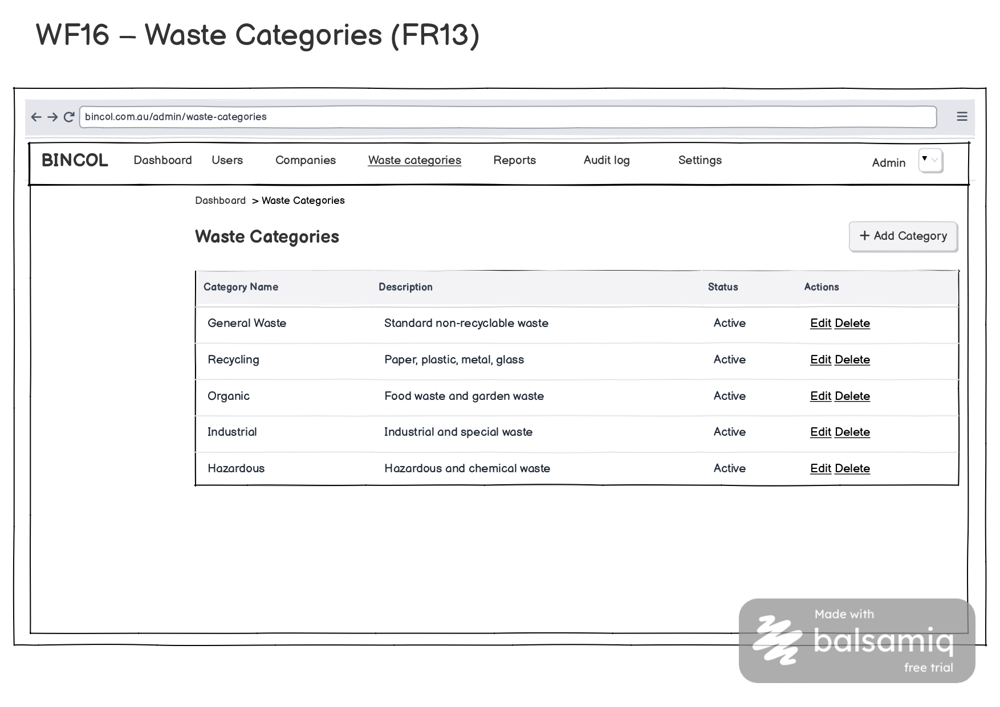 WF16 – Waste Categories (FR13)
bincol.com.au/admin/waste-categories
BINCOL Dashboard Users Companies Waste categories Reports Audit log Settings Admin
Dashboard > Waste Categories
Waste Categories
+ Add Category
Category Name Description Status Actions
General Waste Standard non-recyclable waste Active Edit Delete
Recycling Paper, plastic, metal, glass Active Edit Delete
Organic Food waste and garden waste Active Edit Delete
Industrial Industrial and special waste Active Edit Delete
Hazardous Hazardous and chemical waste Active Edit Delete
Made with
balsamiq
free trial